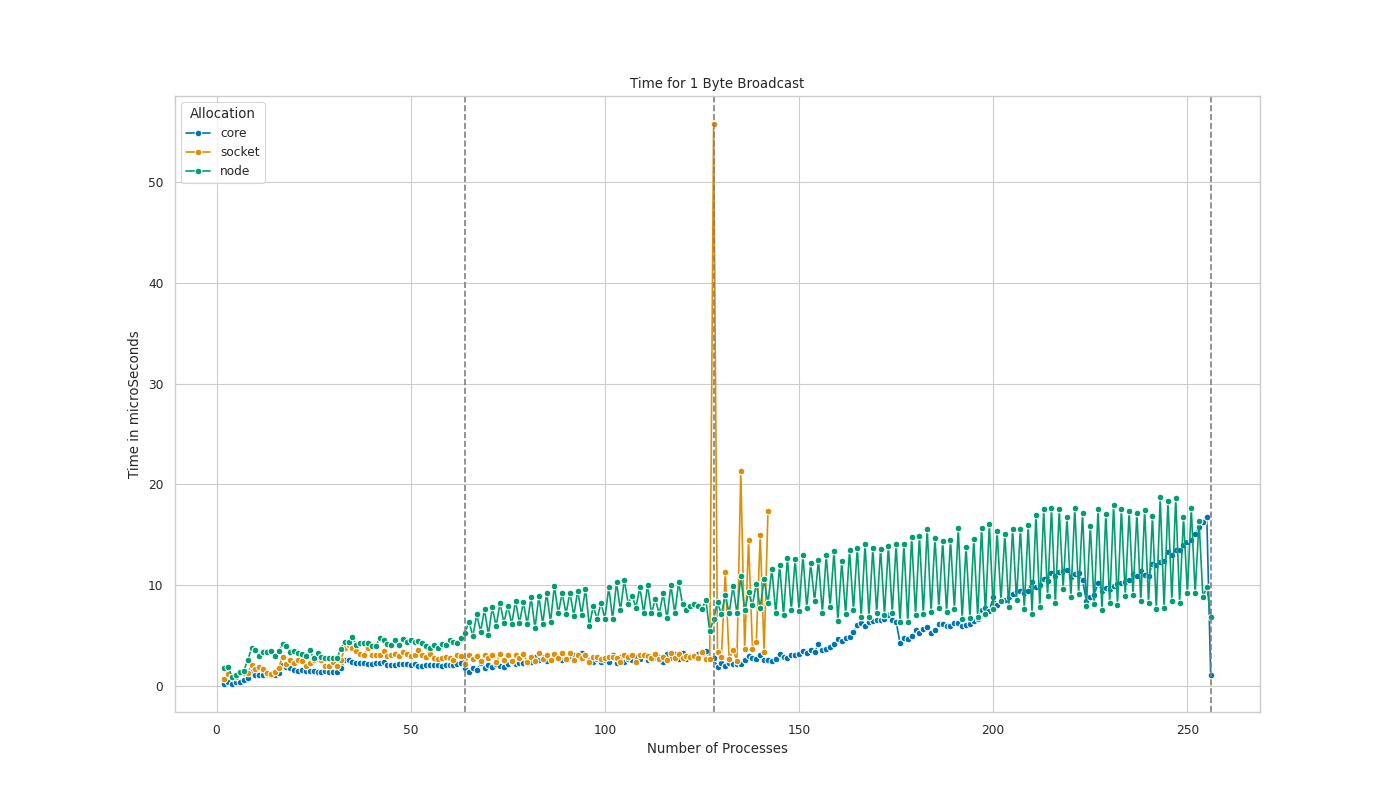 Time for 1 Byte Broadcast
Allocation
core
socket
node
50
40
30
20
10
0
Time in microSeconds
0 50 100 150 200 250
Number of Processes